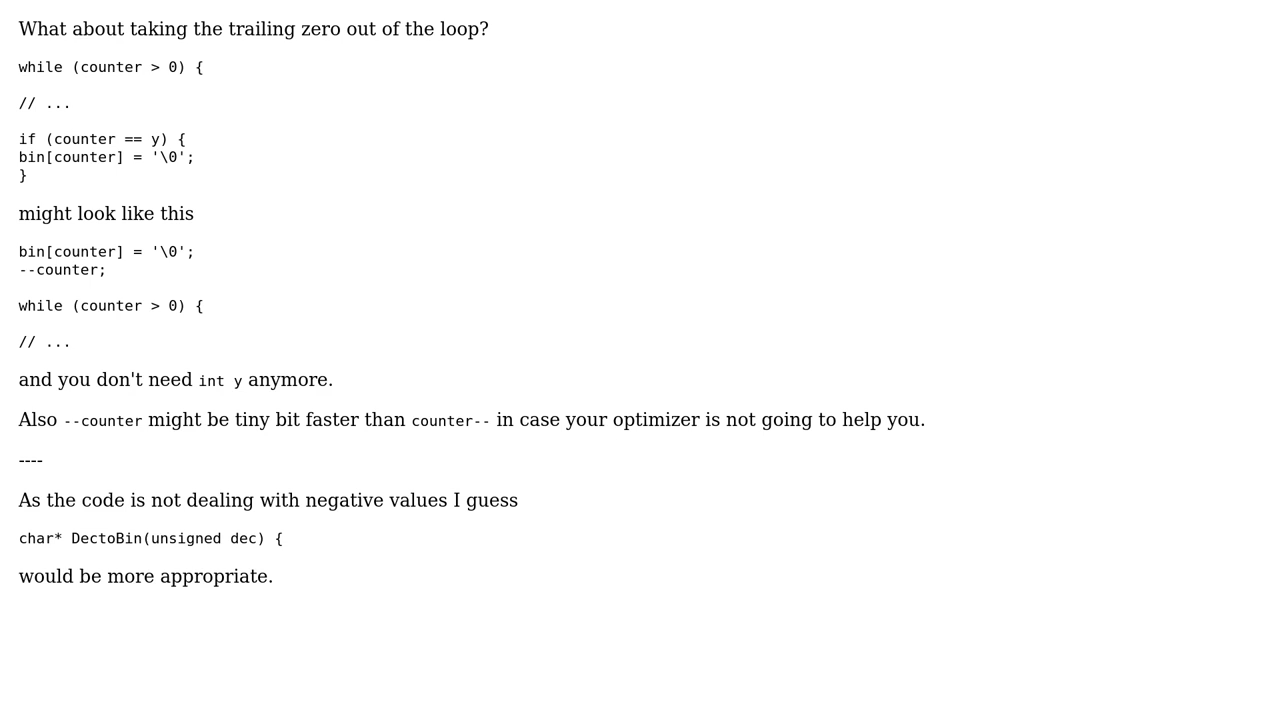 What about taking the trailing zero out of the loop?
while (counter > 0) {
// ...
if (counter == y) {
bin[counter] = '\0';
}
might look like this
bin[counter] = '\0';
--counter;
while (counter > 0) {
// ...
and you don't need int y anymore.
Also --counter might be tiny bit faster than counter-- in case your optimizer is not going to help you.
----
As the code is not dealing with negative values I guess
char* DectoBin(unsigned dec) {
would be more appropriate.